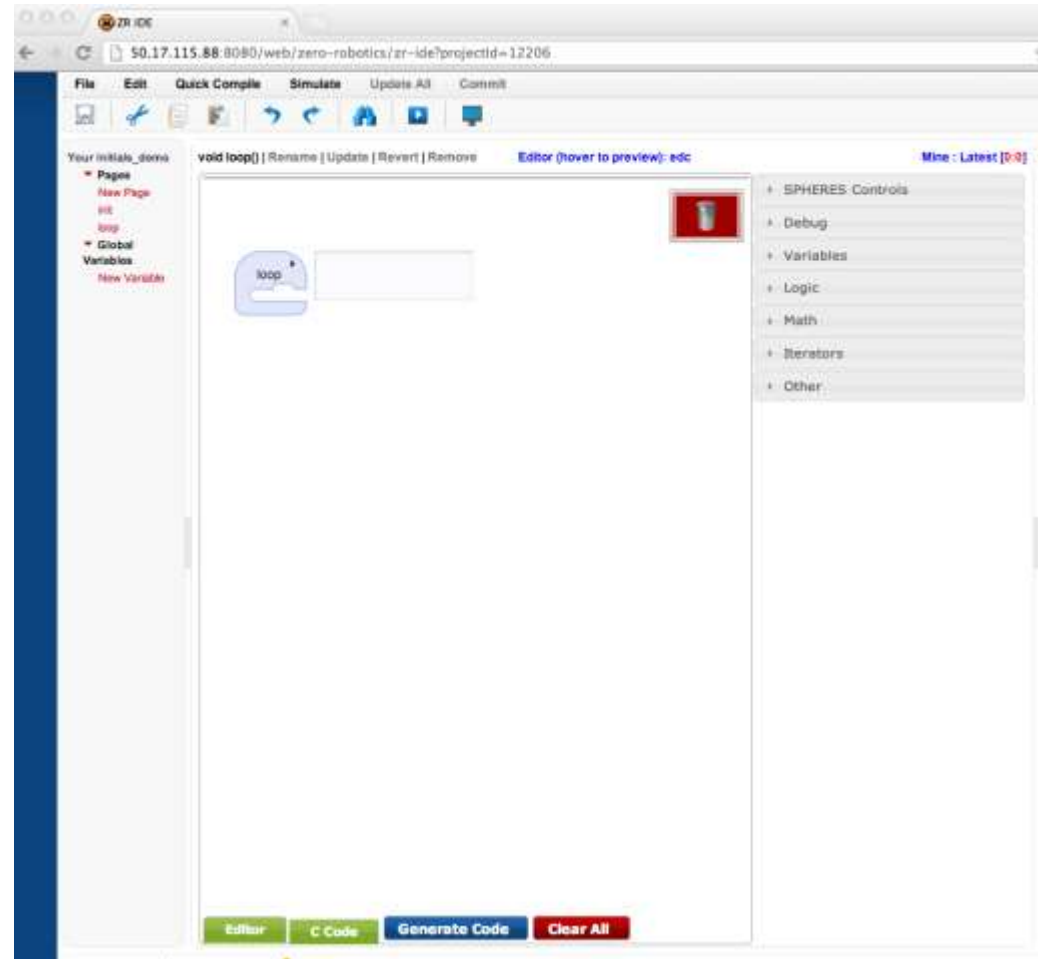 ZR IDE
50.17.115.88:8080/web/zero-robotics/zr-ide?projectId=12206
File Edit Quick Compile Simulate Update All Commit
Your initials_demo
void loop() | Rename | Update | Revert | Remove
Editor (hover to preview): edc
Mine : Latest [0:0]
Pages
New Page
init
loop
Global
Variables
New Variable
loop
SPHERES Controls
Debug
Variables
Logic
Math
Iterators
Other
Editor
C Code
Generate Code
Clear All